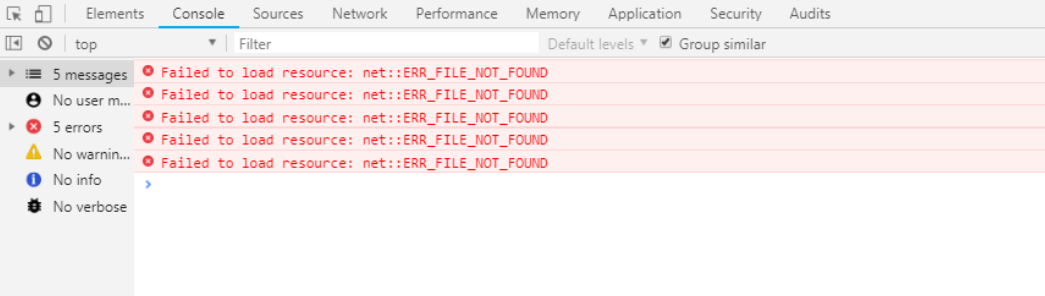 Elements Console Sources Network Performance Memory Application Security Audits
top Filter Default levels Group similar
5 messages
No user m...
5 errors
No warnin...
No info
No verbose
Failed to load resource: net::ERR_FILE_NOT_FOUND
Failed to load resource: net::ERR_FILE_NOT_FOUND
Failed to load resource: net::ERR_FILE_NOT_FOUND
Failed to load resource: net::ERR_FILE_NOT_FOUND
Failed to load resource: net::ERR_FILE_NOT_FOUND